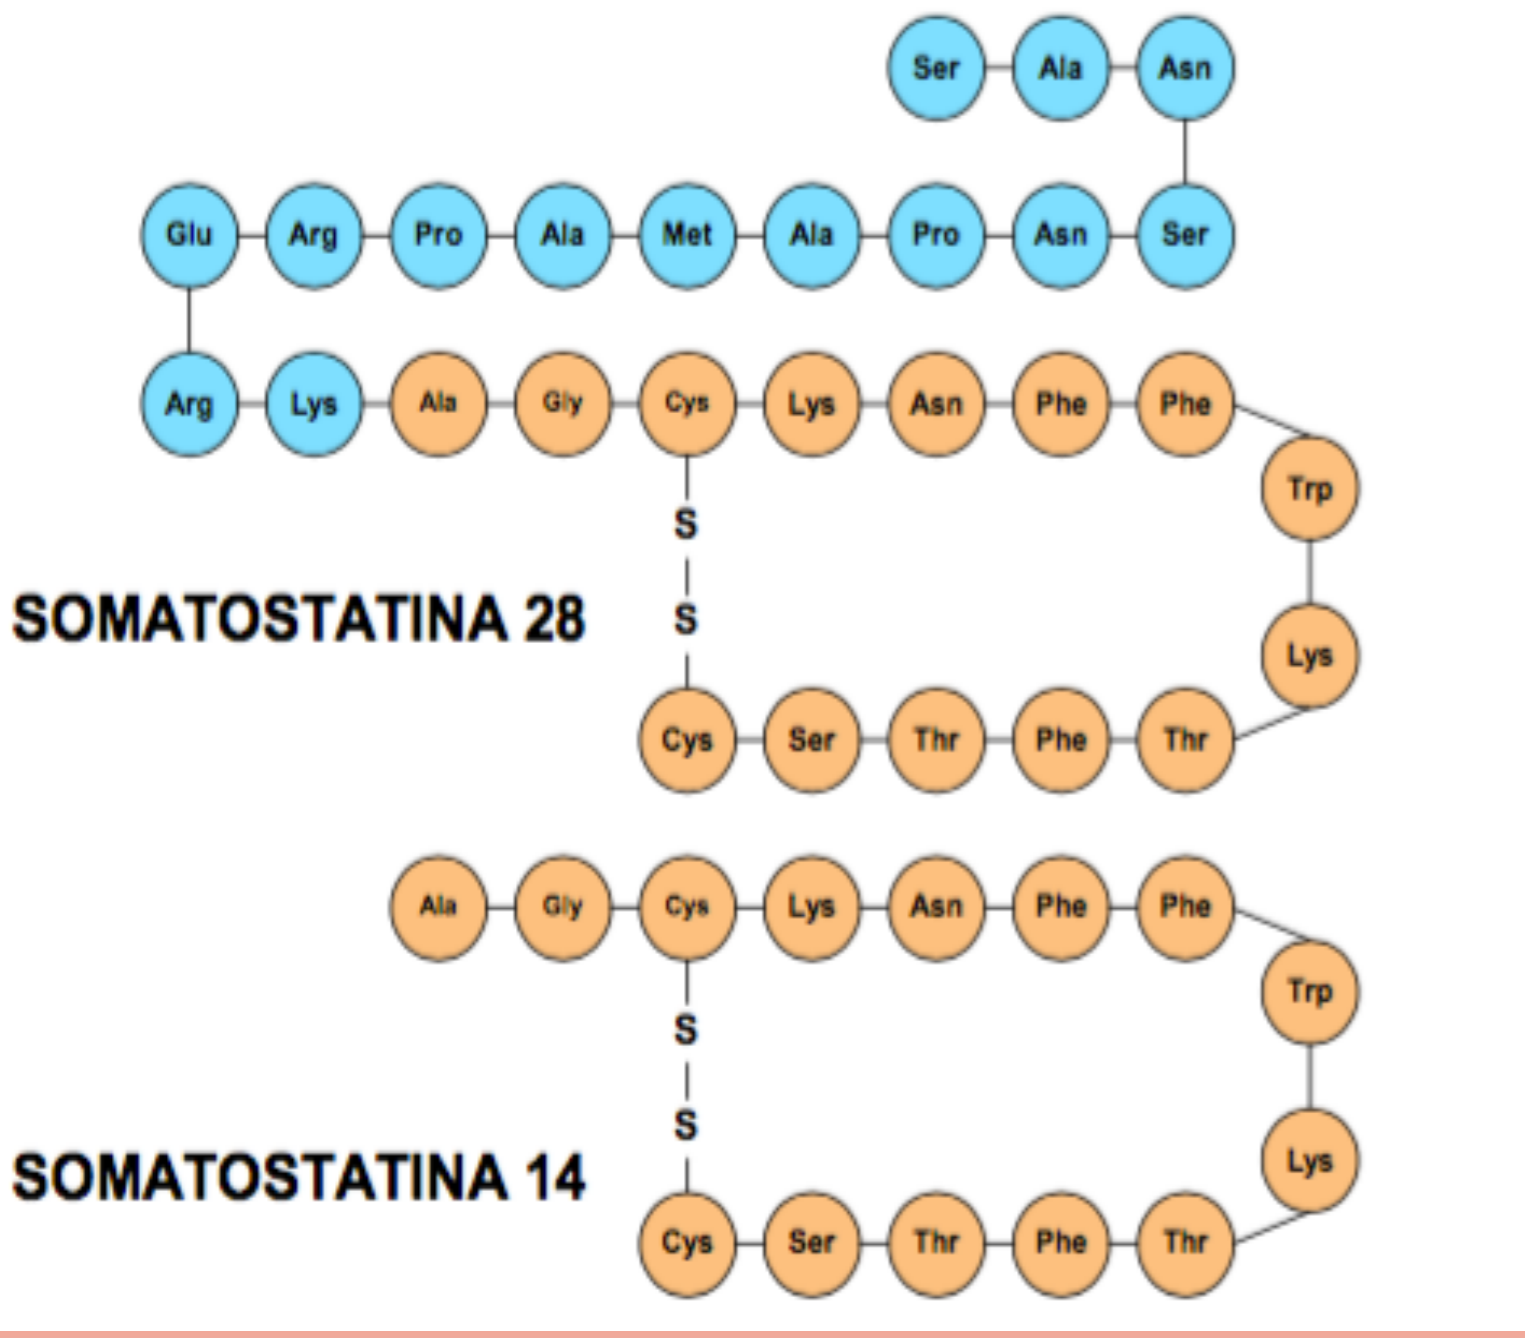 Ser Ala Asn
Glu Arg Pro Ala Met Ala Pro Asn Ser
Arg Lys Ala Gly Cys Lys Asn Phe Phe
Trp
S
S
SOMATOSTATINA 28
Lys
Cys Ser Thr Phe Thr
Ala Gly Cys Lys Asn Phe Phe
Trp
S
S
SOMATOSTATINA 14
Lys
Cys Ser Thr Phe Thr